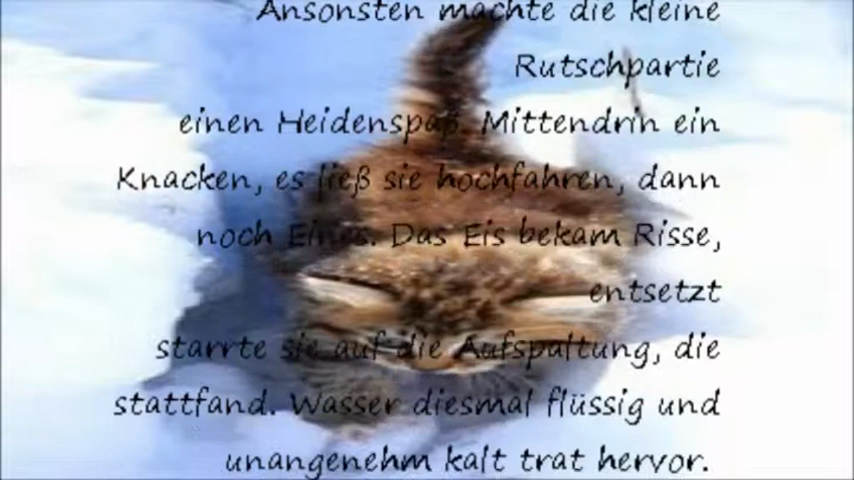 Ansonsten machte die kleine
Rutschpartie
einen Heidenspaß. Mittendrin ein
Knacken, es ließ sie hochfahren, dann
noch Eines. Das Eis bekam Risse,
entsetzt
starrte sie auf die Aufspaltung, die
stattfand. Wasser diesmal flüssig und
unangenehm kalt trat hervor.